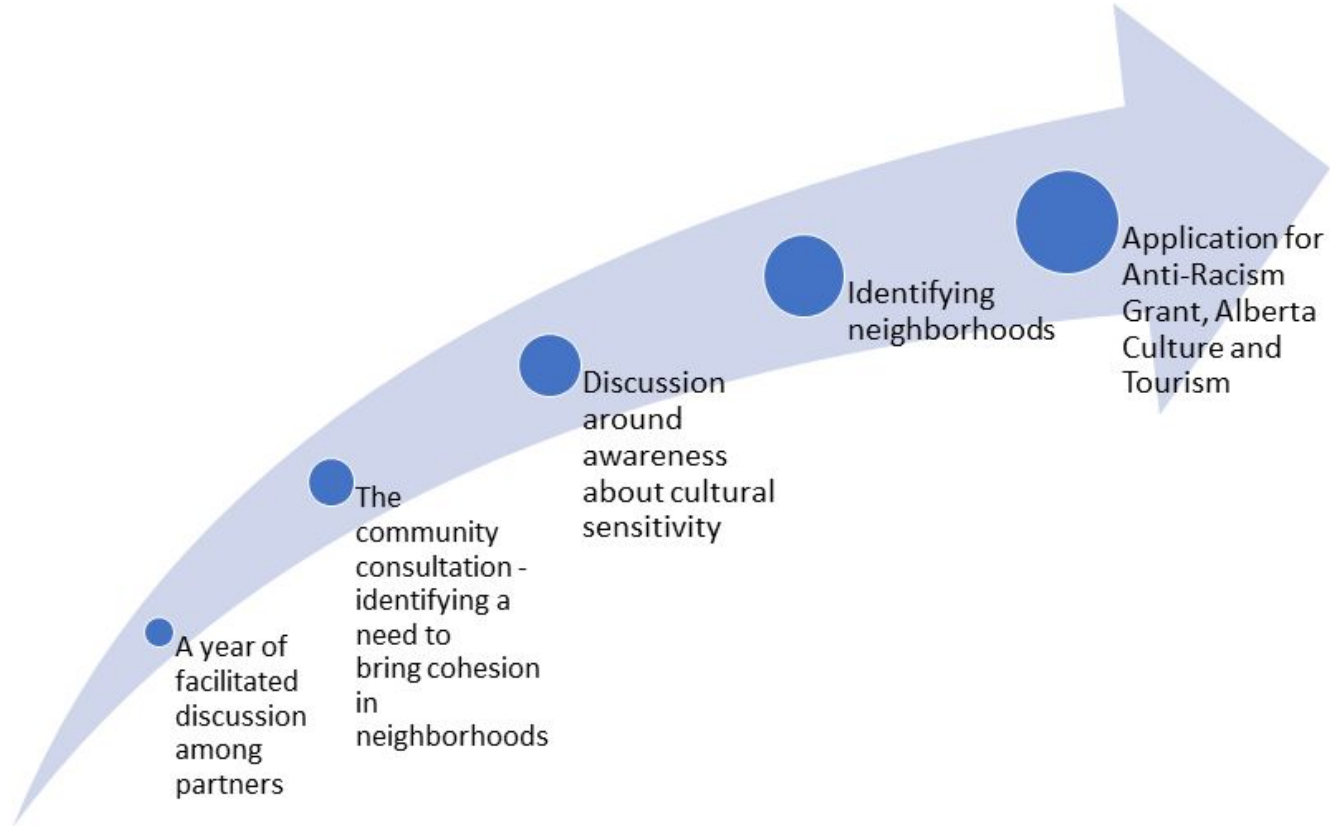 A year of
facilitated
discussion
among
partners
The
community
consultation -
identifying a
need to
bring cohesion
in
neighborhoods
Discussion
around
awareness
about cultural
sensitivity
Identifying
neighborhoods
Application for
Anti-Racism
Grant, Alberta
Culture and
Tourism